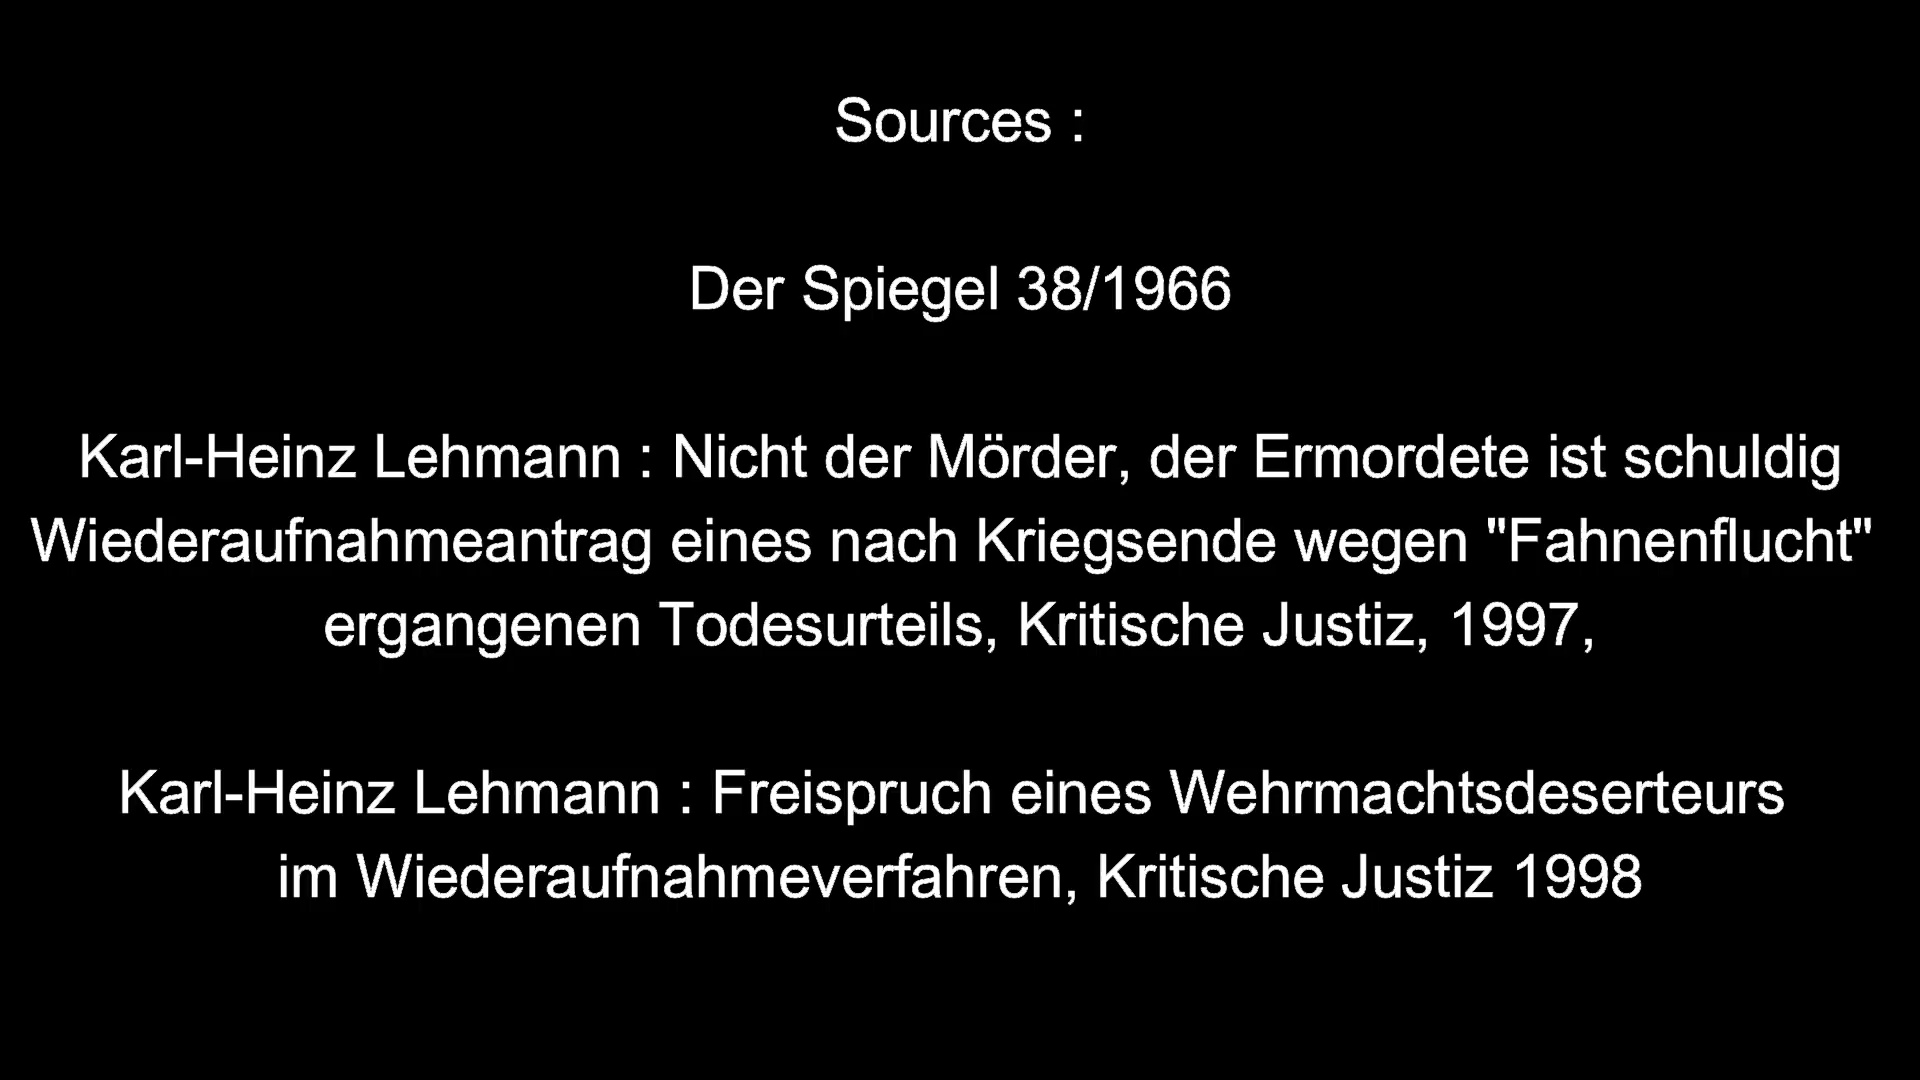 Sources :
Der Spiegel 38/1966
Karl-Heinz Lehmann : Nicht der Mörder, der Ermordete ist schuldig
Wiederaufnahmeantrag eines nach Kriegsende wegen "Fahnenflucht"
ergangenen Todesurteils, Kritische Justiz, 1997,
Karl-Heinz Lehmann : Freispruch eines Wehrmachtsdeserteurs
im Wiederaufnahmeverfahren, Kritische Justiz 1998